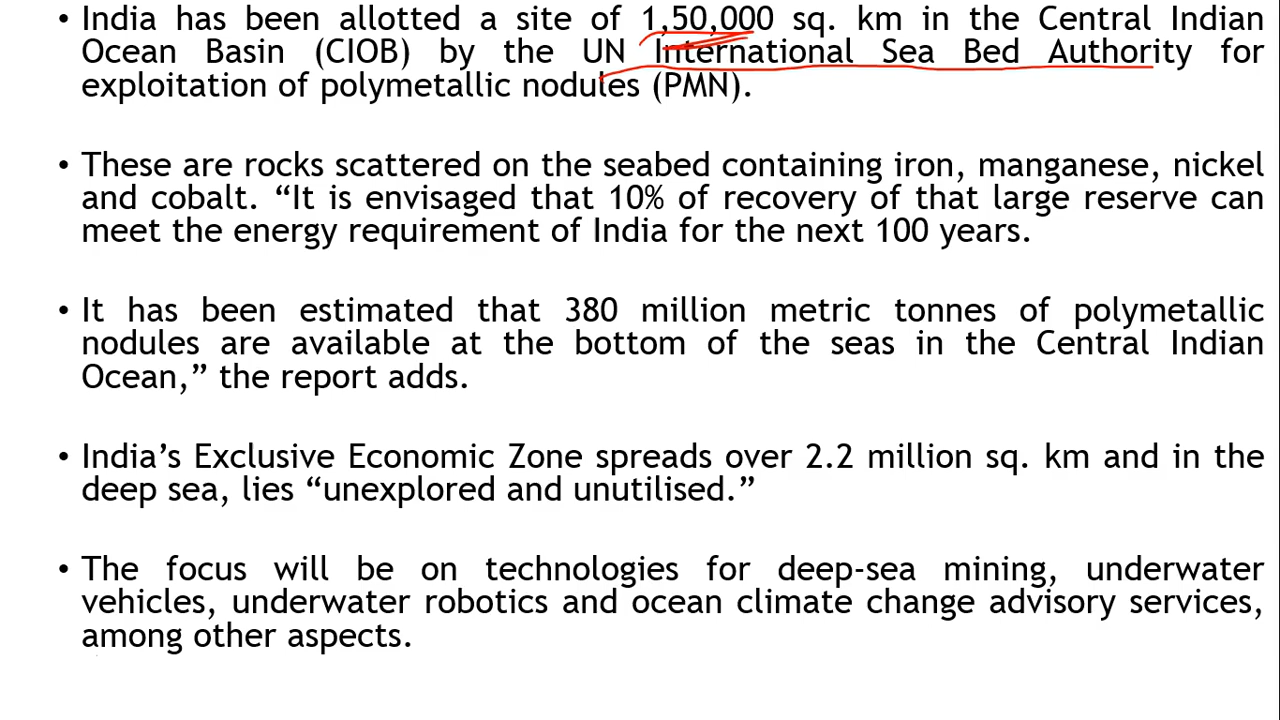 • India has been allotted a site of 1,50,000 sq. km in the Central Indian
Ocean Basin (CIOB) by the UN International Sea Bed Authority for
exploitation of polymetallic nodules (PMN).
• These are rocks scattered on the seabed containing iron, manganese, nickel
and cobalt. “It is envisaged that 10% of recovery of that large reserve can
meet the energy requirement of India for the next 100 years.
• It has been estimated that 380 million metric tonnes of polymetallic
nodules are available at the bottom of the seas in the Central Indian
Ocean,” the report adds.
• India’s Exclusive Economic Zone spreads over 2.2 million sq. km and in the
deep sea, lies “unexplored and unutilised.”
• The focus will be on technologies for deep-sea mining, underwater
vehicles, underwater robotics and ocean climate change advisory services,
among other aspects.